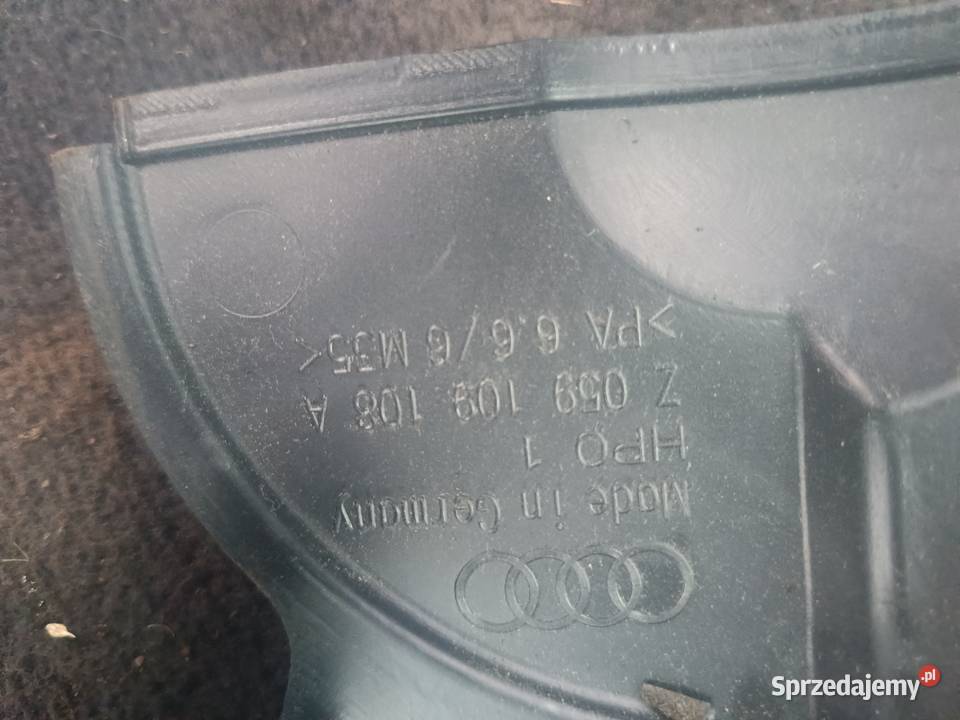 Made in Germany
HPO 1
Z 059 109 108 A
>PA 6.6/6 M35<
Sprzedajemy.pl